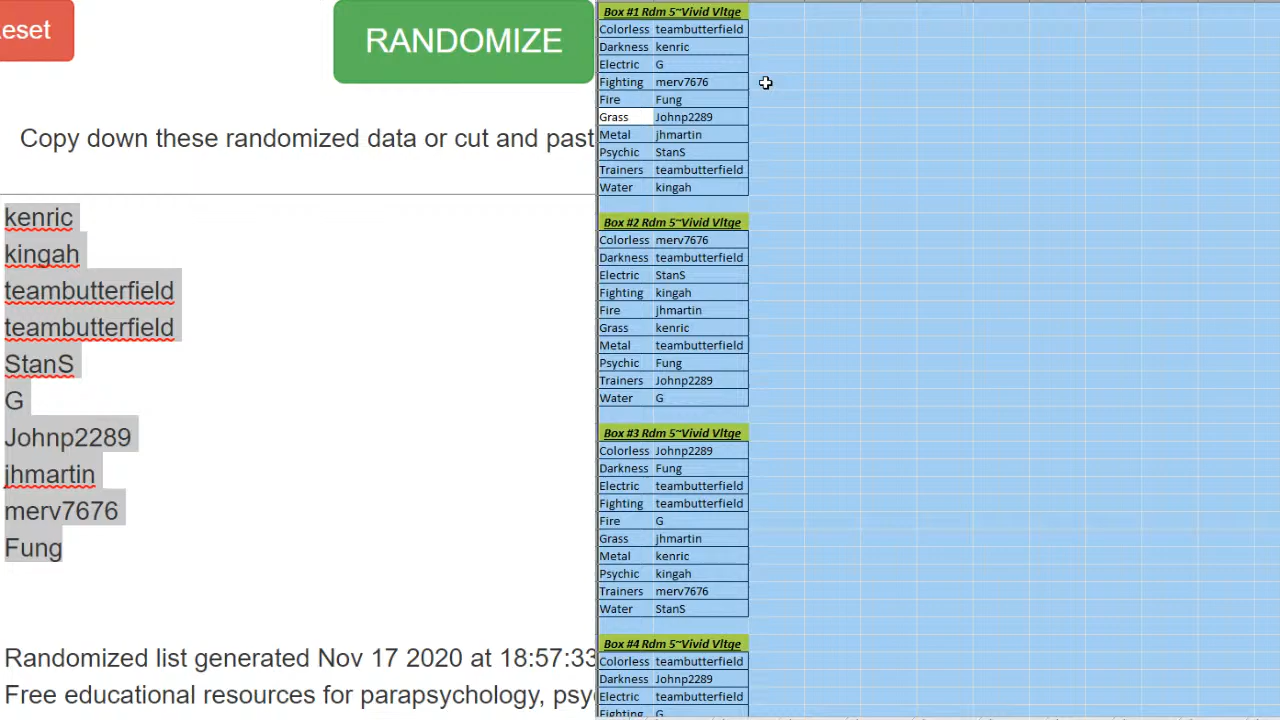 eset
RANDOMIZE
Copy down these randomized data or cut and past
kenric
kingah
teambutterfield
teambutterfield
StanS
G
Johnp2289
jhmartin
merv7676
Fung
Randomized list generated Nov 17 2020 at 18:57:33
Free educational resources for parapsychology, psy
Box #1 Rdm 5~Vivid Vltge
Colorless teambutterfield
Darkness kenric
Electric G
Fighting merv7676
Fire Fung
Grass Johnp2289
Metal jhmartin
Psychic StanS
Trainers teambutterfield
Water kingah
Box #2 Rdm 5~Vivid Vltge
Colorless merv7676
Darkness teambutterfield
Electric StanS
Fighting kingah
Fire jhmartin
Grass kenric
Metal teambutterfield
Psychic Fung
Trainers Johnp2289
Water G
Box #3 Rdm 5~Vivid Vltge
Colorless Johnp2289
Darkness Fung
Electric teambutterfield
Fighting teambutterfield
Fire G
Grass jhmartin
Metal kenric
Psychic kingah
Trainers merv7676
Water StanS
Box #4 Rdm 5~Vivid Vltge
Colorless teambutterfield
Darkness Johnp2289
Electric teambutterfield
Fighting G